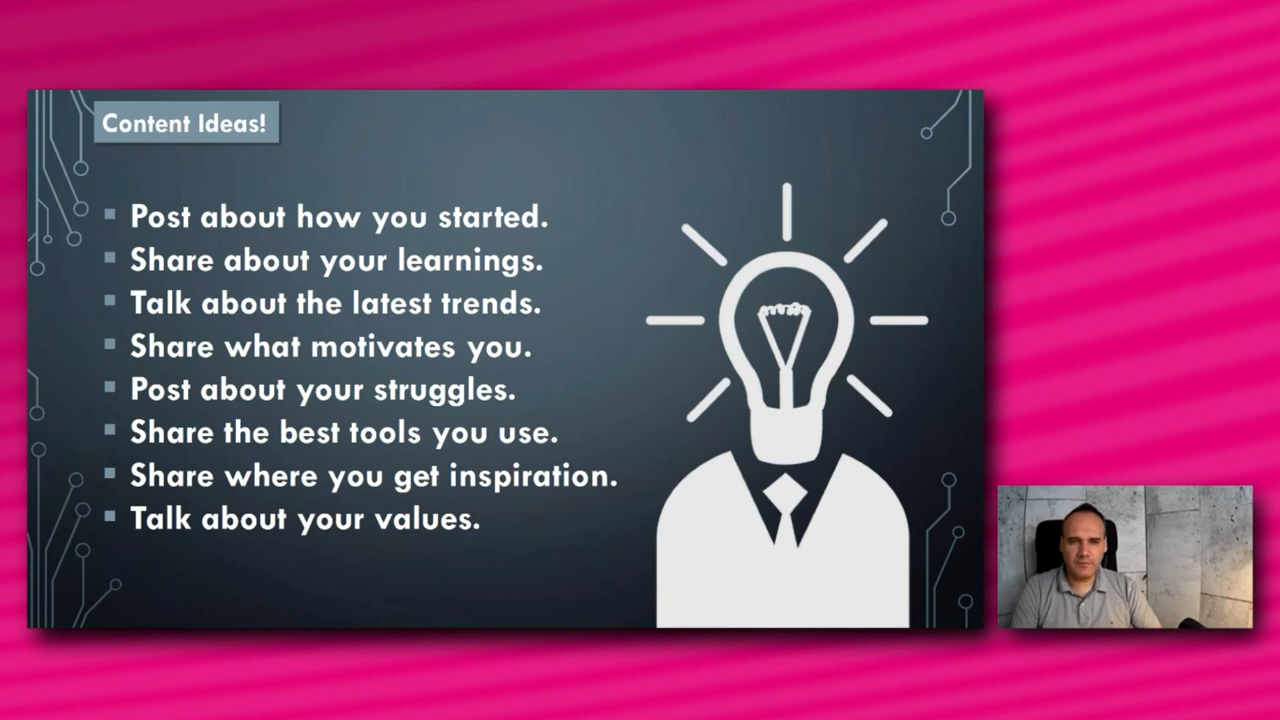 Content Ideas!
Post about how you started.
Share about your learnings.
Talk about the latest trends.
Share what motivates you.
Post about your struggles.
Share the best tools you use.
Share where you get inspiration.
Talk about your values.